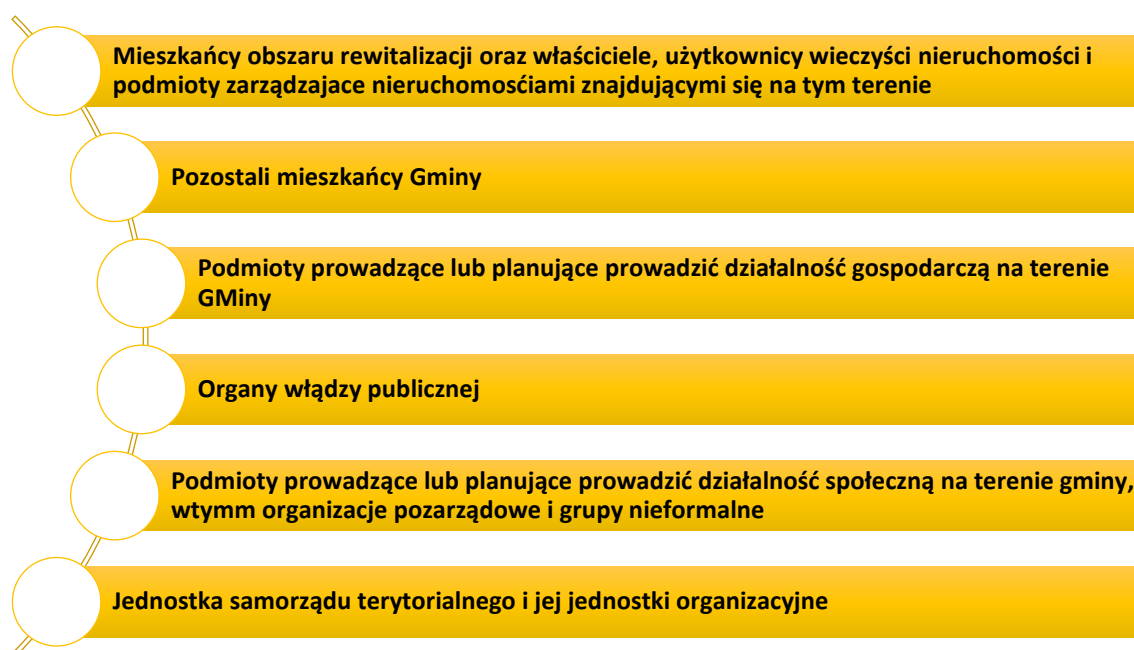 Mieszkańcy obszaru rewitalizacji oraz właściciele, użytkownicy wieczyści nieruchomości i
podmioty zarządzajace nieruchomosćiami znajdującymi się na tym terenie
Pozostali mieszkańcy Gminy
Podmioty prowadzące lub planujące prowadzić działalność gospodarczą na terenie
GMiny
Organy włądzy publicznej
Podmioty prowadzące lub planujące prowadzić działalność społeczną na terenie gminy,
wtymm organizacje pozarządowe i grupy nieformalne
Jednostka samorządu terytorialnego i jej jednostki organizacyjne